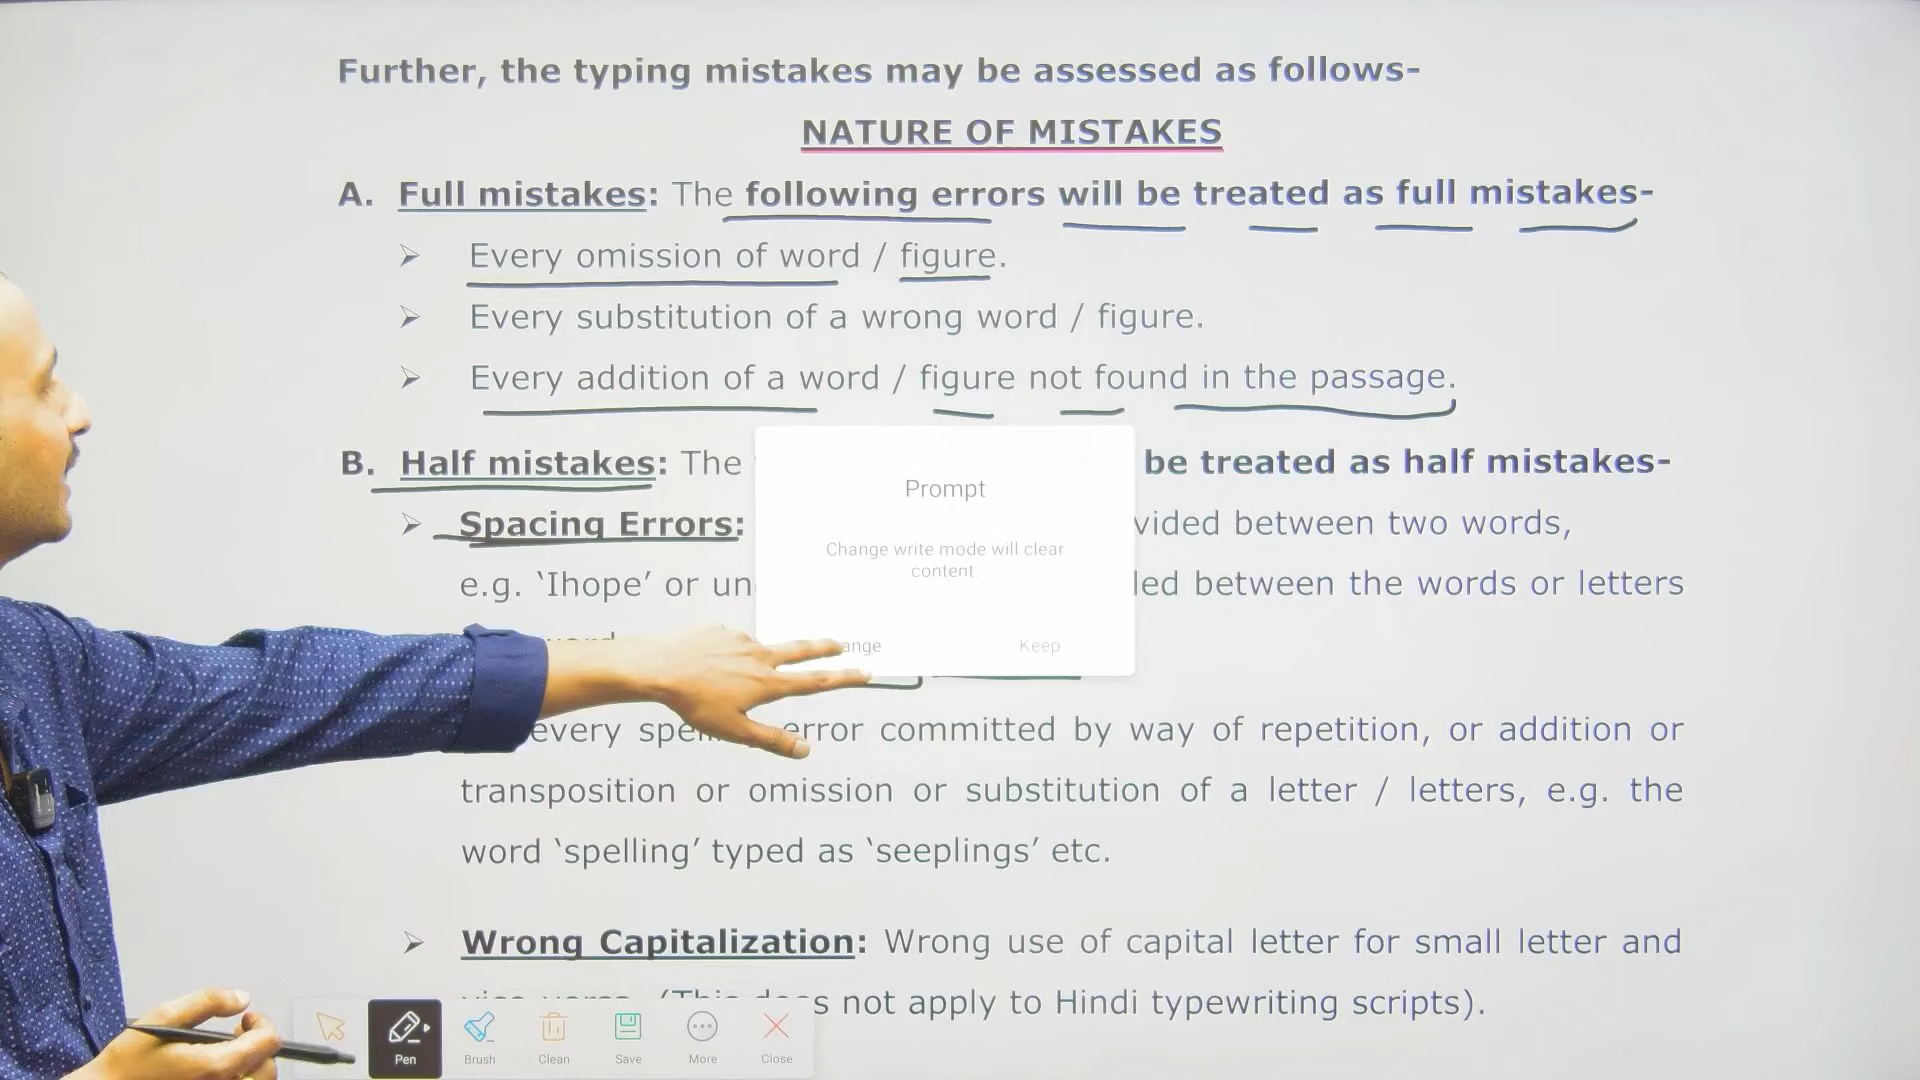 Further, the typing mistakes may be assessed as follows-
NATURE OF MISTAKES
A. Full mistakes: The following errors will be treated as full mistakes-
➢ Every omission of word / figure.
➢ Every substitution of a wrong word / figure.
➢ Every addition of a word / figure not found in the passage.
B. Half mistakes: The be treated as half mistakes-
➢ Spacing Errors: between two words,
e.g. ‘Ihope’ or between the words or letters
every error committed by way of repetition, or addition or
transposition or omission or substitution of a letter / letters, e.g. the
word ‘spelling’ typed as ‘seeplings’ etc.
➢ Wrong Capitalization: Wrong use of capital letter for small letter and
not apply to Hindi typewriting scripts).
Prompt
Change write mode will clear
content.
Keep
Pen Brush Clean Save More Close